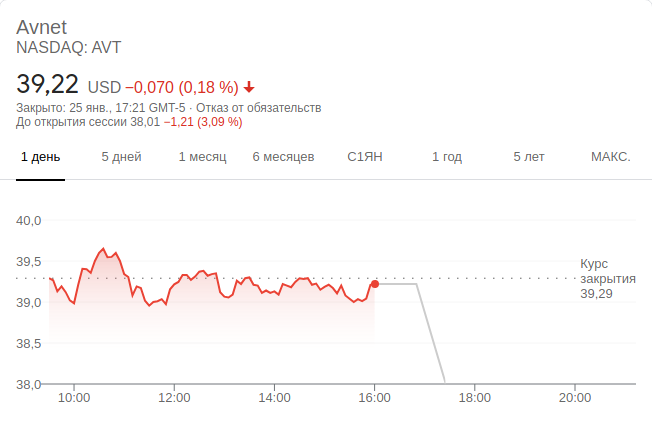 Avnet
NASDAQ: AVT
39,22 USD −0,070 (0,18 %)
Закрыто: 25 янв., 17:21 GMT-5 · Отказ от обязательств
До открытия сессии 38,01 −1,21 (3,09 %)
1 день 5 дней 1 месяц 6 месяцев С1ЯН 1 год 5 лет МАКС.
40,0
39,5
Курс
закрытия
39,29
39,0
38,5
38,0
10:00 12:00 14:00 16:00 18:00 20:00